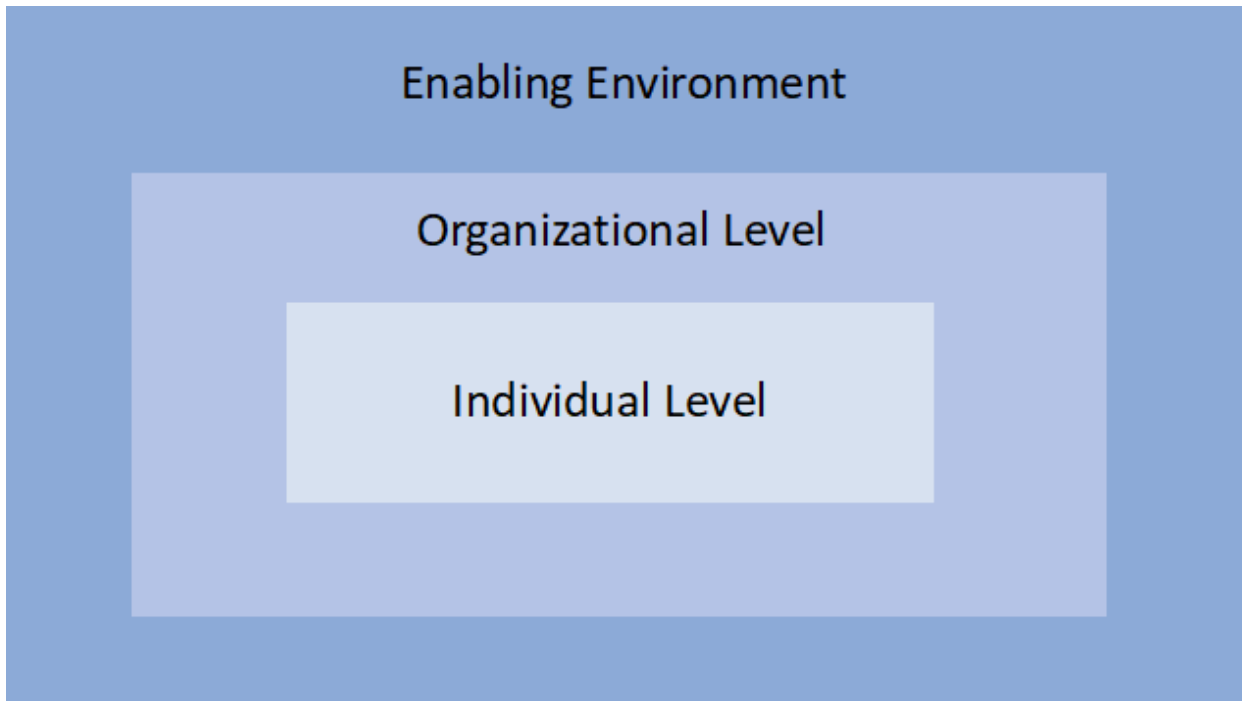 Enabling Environment
Organizational Level
Individual Level